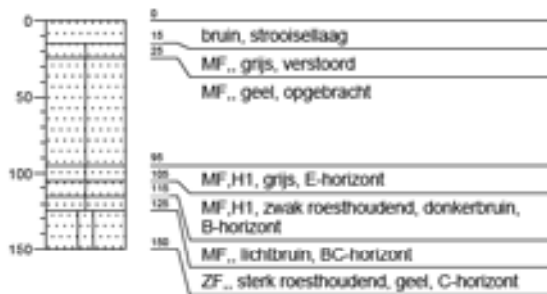 0
0
bruin, strooisellaag
15
25
MF,, grijs, verstoord
MF,, geel, opgebracht
50
95
100
105
MF,H1, grijs, E-horizont
115
MF,H1, zwak roesthoudend, donkerbruin,
B-horizont
125
MF,, lichtbruin, BC-horizont
150
150
ZF,, sterk roesthoudend, geel, C-horizont